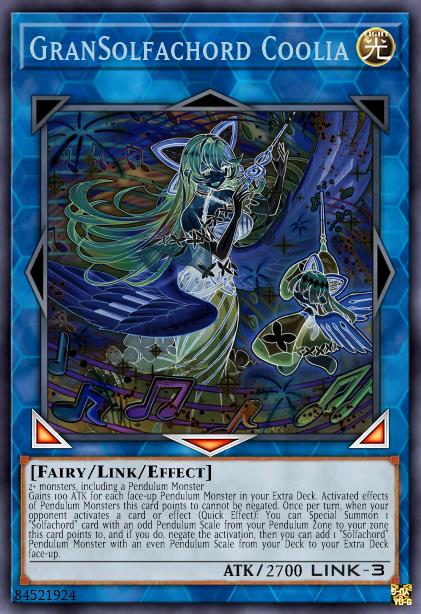 GranSolfachord Coolia
LIGHT
光
[Fairy/Link/Effect]
2+ monsters, including a Pendulum Monster
Gains 100 ATK for each face-up Pendulum Monster in your Extra Deck. Activated effects
of Pendulum Monsters this card points to cannot be negated. Once per turn, when your
opponent activates a card or effect (Quick Effect): You can Special Summon 1
"Solfachord" card with an odd Pendulum Scale from your Pendulum Zone to your zone
this card points to, and if you do, negate the activation, then you can add 1 "Solfachord"
Pendulum Monster with an even Pendulum Scale from your Deck to your Extra Deck
face-up.
ATK/2700 LINK-3
84521924